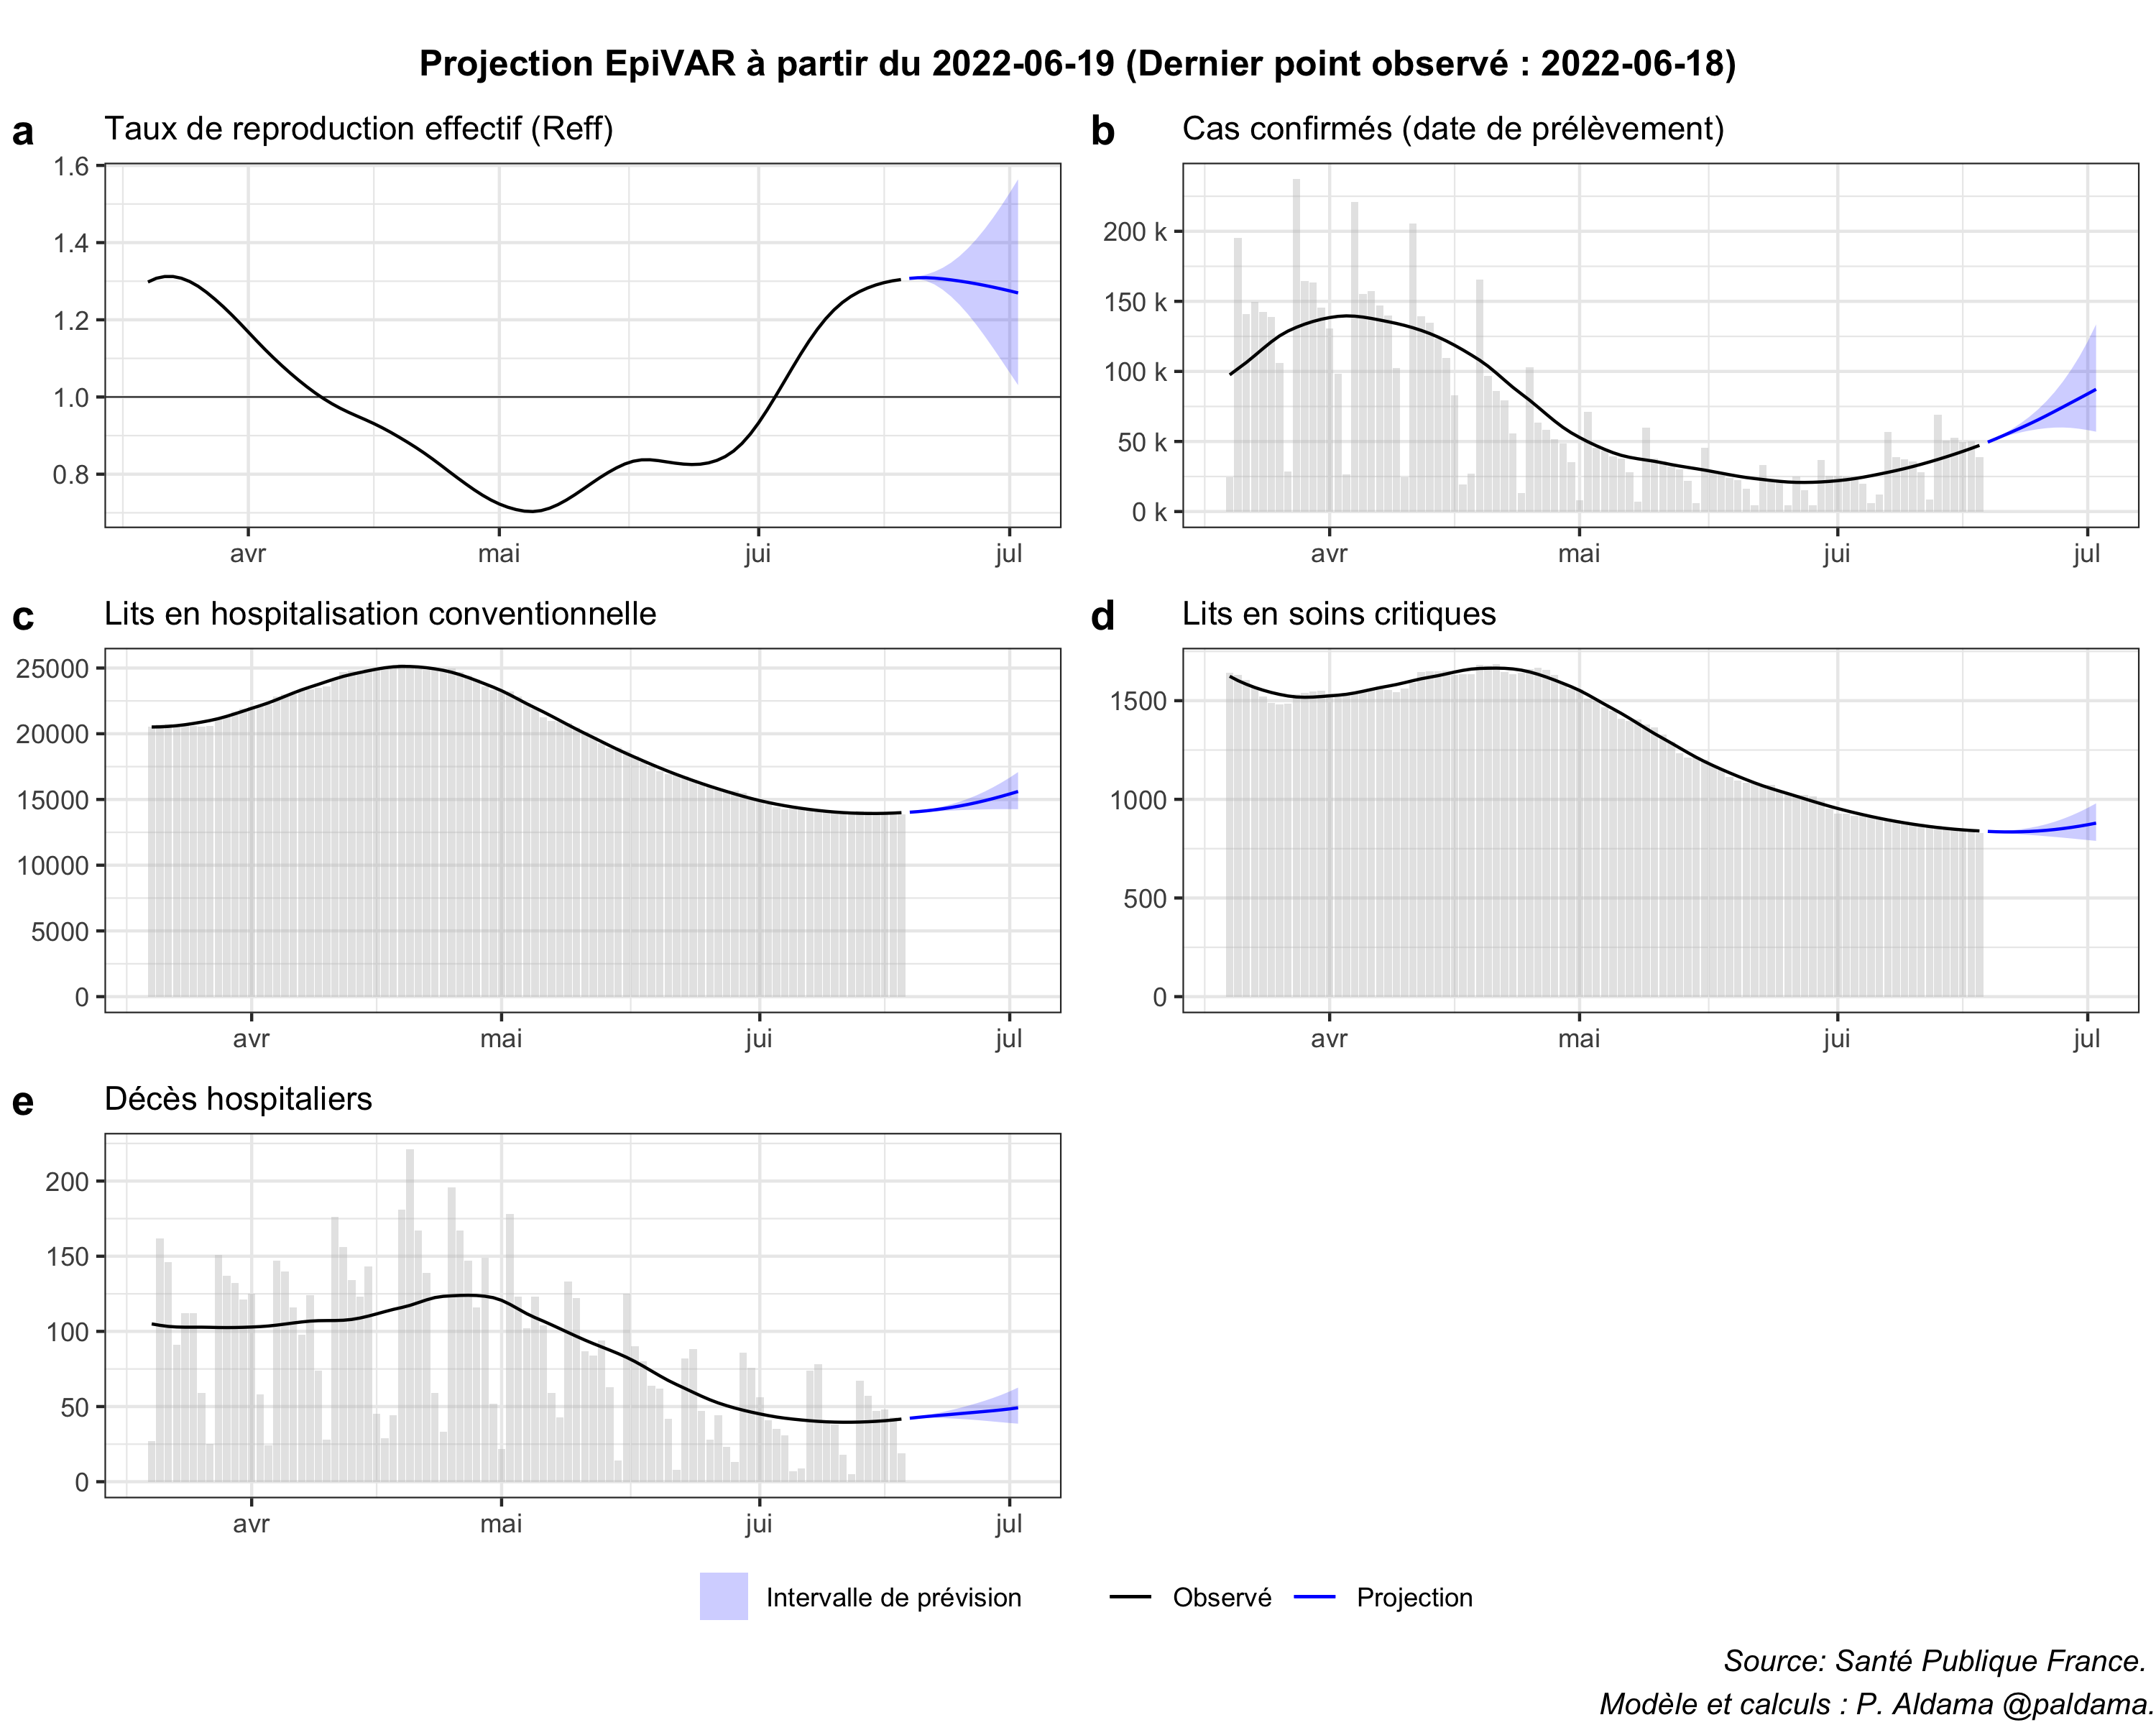 Projection EpiVAR à partir du 2022-06-19 (Dernier point observé : 2022-06-18)
a Taux de reproduction effectif (Reff)
1.6
1.4
1.2
1.0
0.8
avr mai jui jul
b Cas confirmés (date de prélèvement)
200 k
150 k
100 k
50 k
0 k
avr mai jui jul
c Lits en hospitalisation conventionnelle
25000
20000
15000
10000
5000
0
avr mai jui jul
d Lits en soins critiques
1500
1000
500
0
avr mai jui jul
e Décès hospitaliers
200
150
100
50
0
avr mai jui jul
Intervalle de prévision Observé Projection
Source: Santé Publique France.
Modèle et calculs : P. Aldama @paldama.